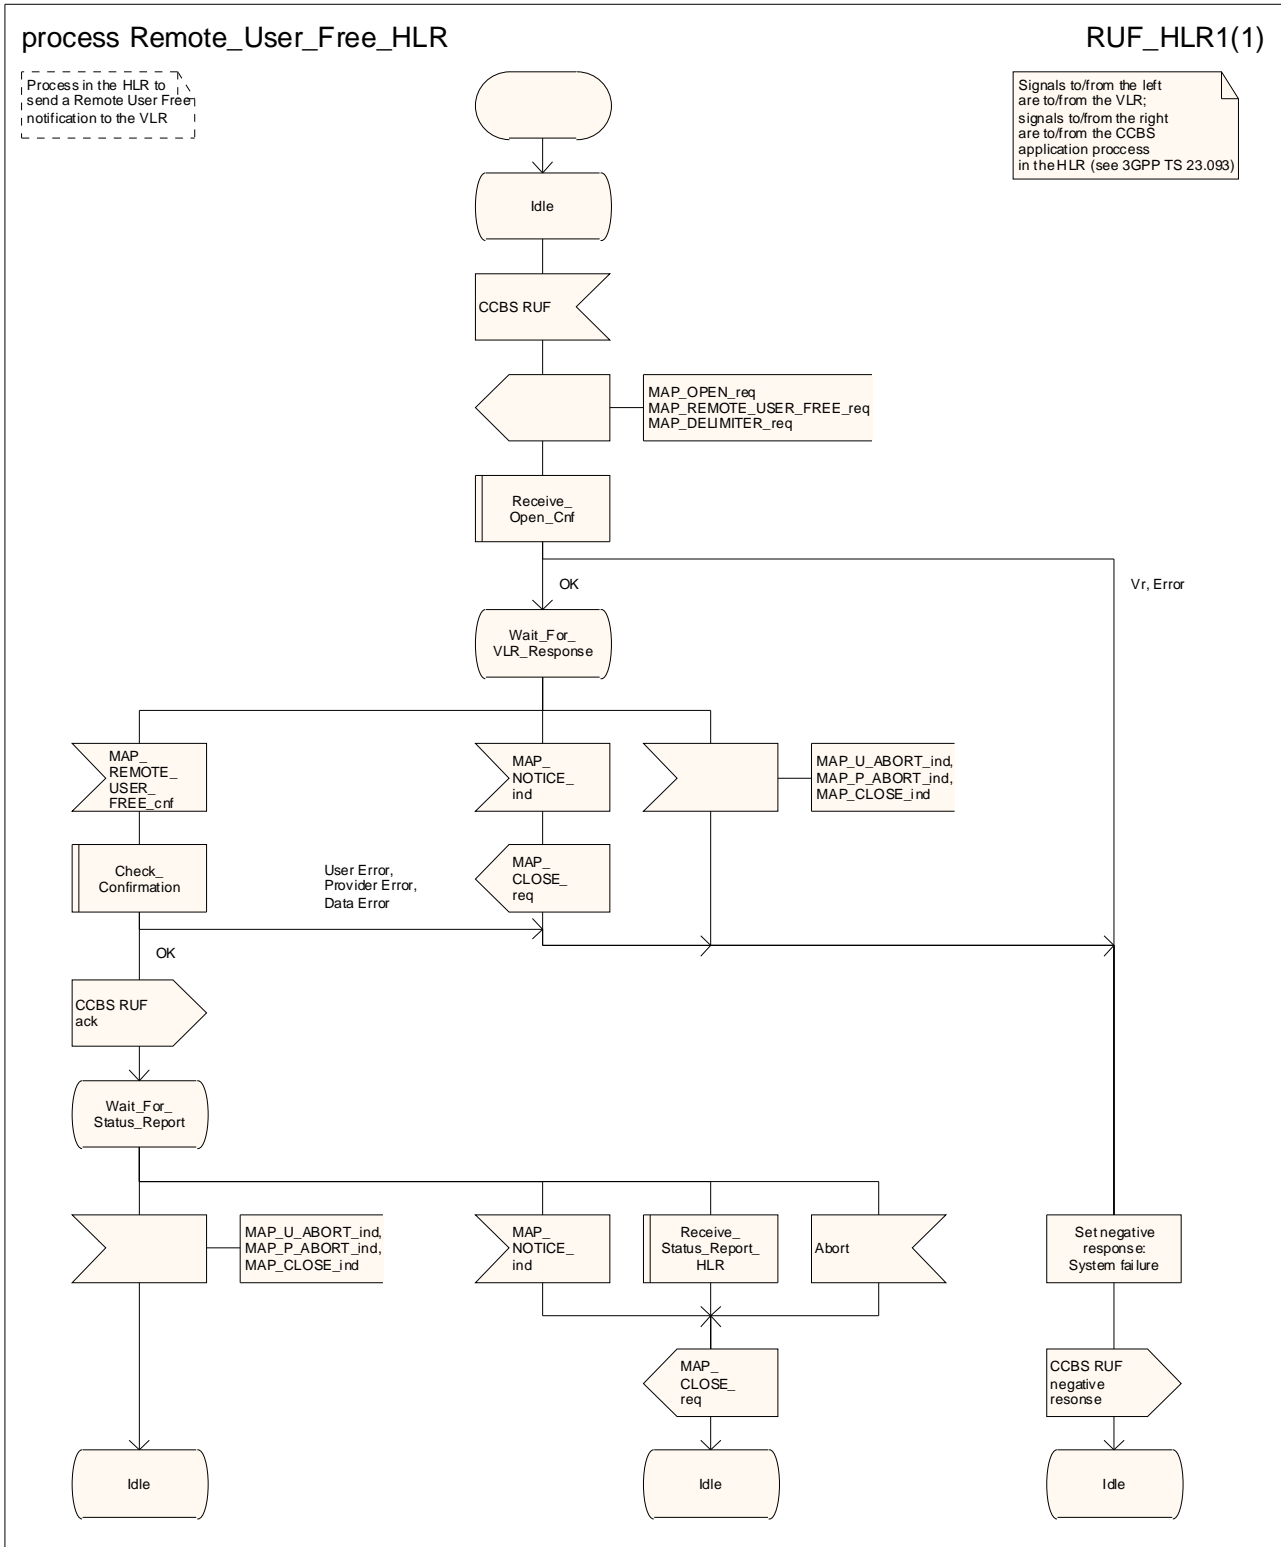 process Remote_User_Free_HLR
RUF_HLR1(1)
Process in the HLR to
send a Remote User Free
notification to the VLR
Signals to/from the left
are to/from the VLR;
signals to/from the right
are to/from the CCBS
application proccess
in the HLR (see 3GPP TS 23.093)
Idle
CCBS RUF
MAP_OPEN_req
MAP_REMOTE_USER_FREE_req
MAP_DELIMITER_req
Receive_
Open_Cnf
OK
Vr, Error
Wait_For_
VLR_Response
MAP_
REMOTE_
USER_
FREE_cnf
MAP_
NOTICE_
ind
MAP_U_ABORT_ind,
MAP_P_ABORT_ind,
MAP_CLOSE_ind
Check_
Confirmation
User Error,
Provider Error,
Data Error
MAP_
CLOSE_
req
OK
CCBS RUF
ack
Wait_For_
Status_Report
MAP_U_ABORT_ind,
MAP_P_ABORT_ind,
MAP_CLOSE_ind
MAP_
NOTICE_
ind
Receive_
Status_Report_
HLR
Abort
Set negative
response:
System failure
MAP_
CLOSE_
req
CCBS RUF
negative
resonse
Idle
Idle
Idle